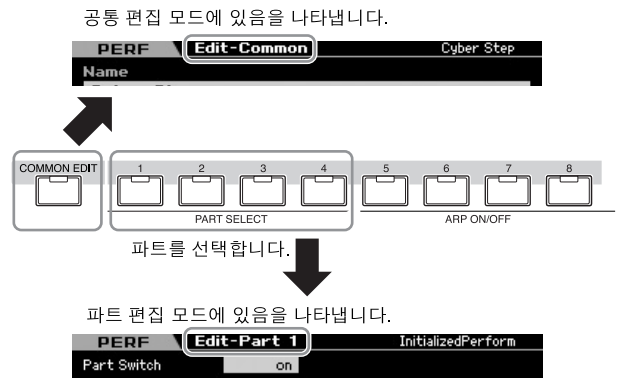 공통 편집 모드에 있음을 나타냅니다.
PERF Edit-Common Cyber Step
Name
COMMON EDIT 1 2 3 4 5 6 7 8
PART SELECT ARP ON/OFF
파트를 선택합니다.
파트 편집 모드에 있음을 나타냅니다.
PERF Edit-Part 1 InitializedPerform
Part Switch on